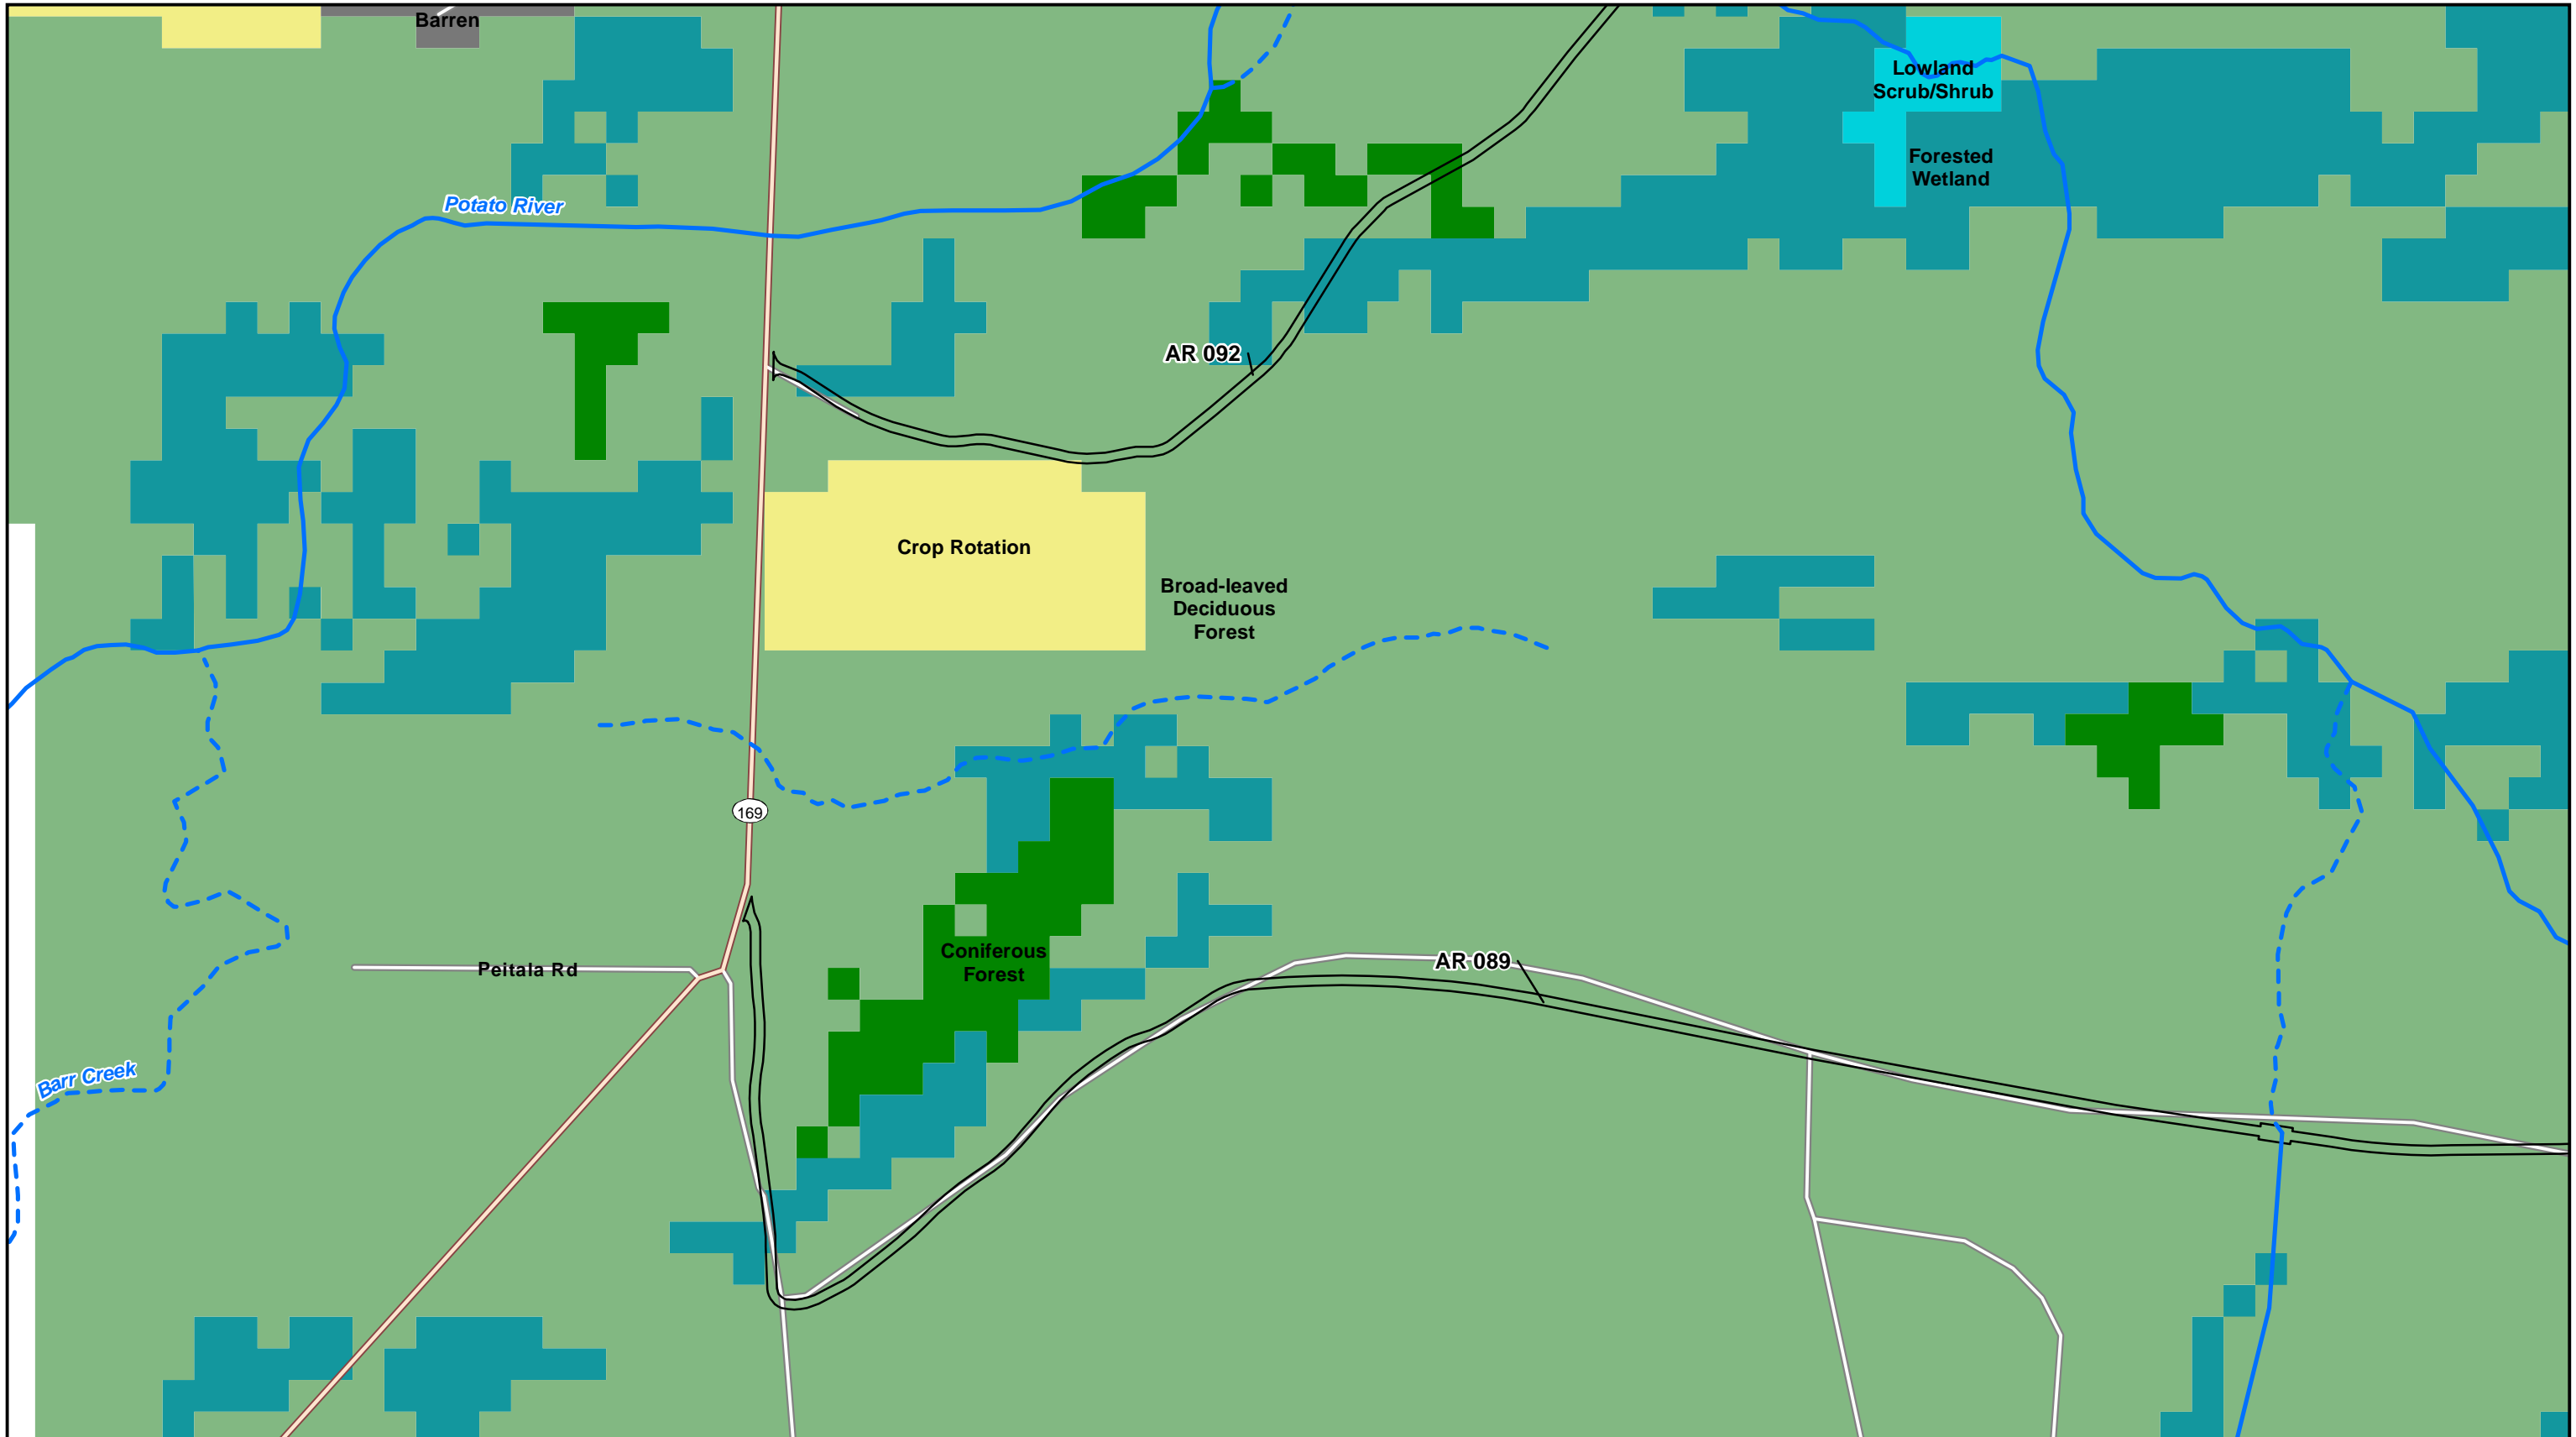 Barren
Lowland
Scrub/Shrub
Forested
Wetland
Potato River
AR 092
Crop Rotation
Broad-leaved
Deciduous
Forest
169
Coniferous
Forest
AR 089
Peitala Rd
Barr Creek